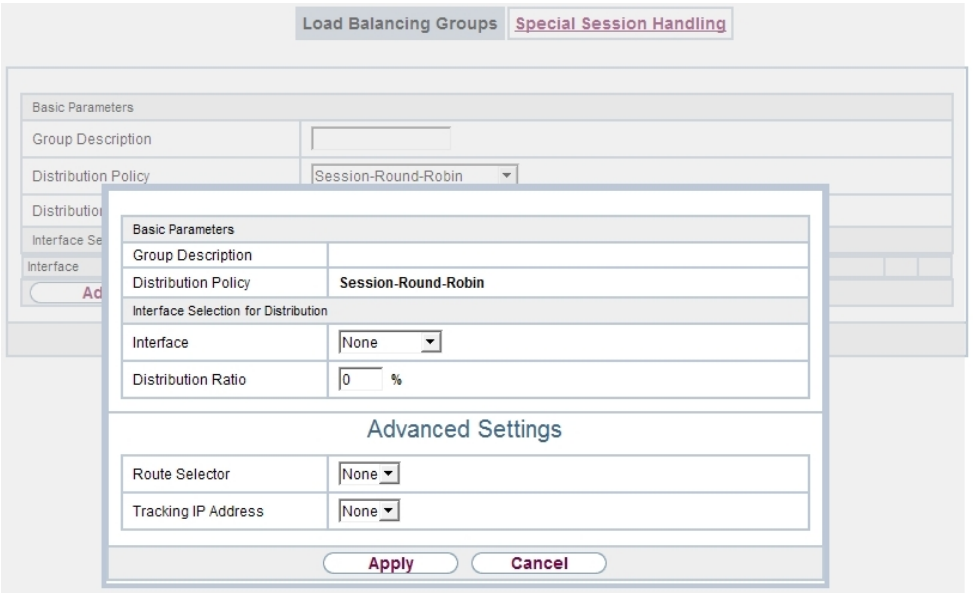 Load Balancing Groups Special Session Handling
Basic Parameters
Group Description
Distribution Policy Session-Round-Robin
Distribution
Interface Se
Interface
Ad
Basic Parameters
Group Description
Distribution Policy Session-Round-Robin
Interface Selection for Distribution
Interface None
Distribution Ratio 0 %
Advanced Settings
Route Selector None
Tracking IP Address None
Apply Cancel